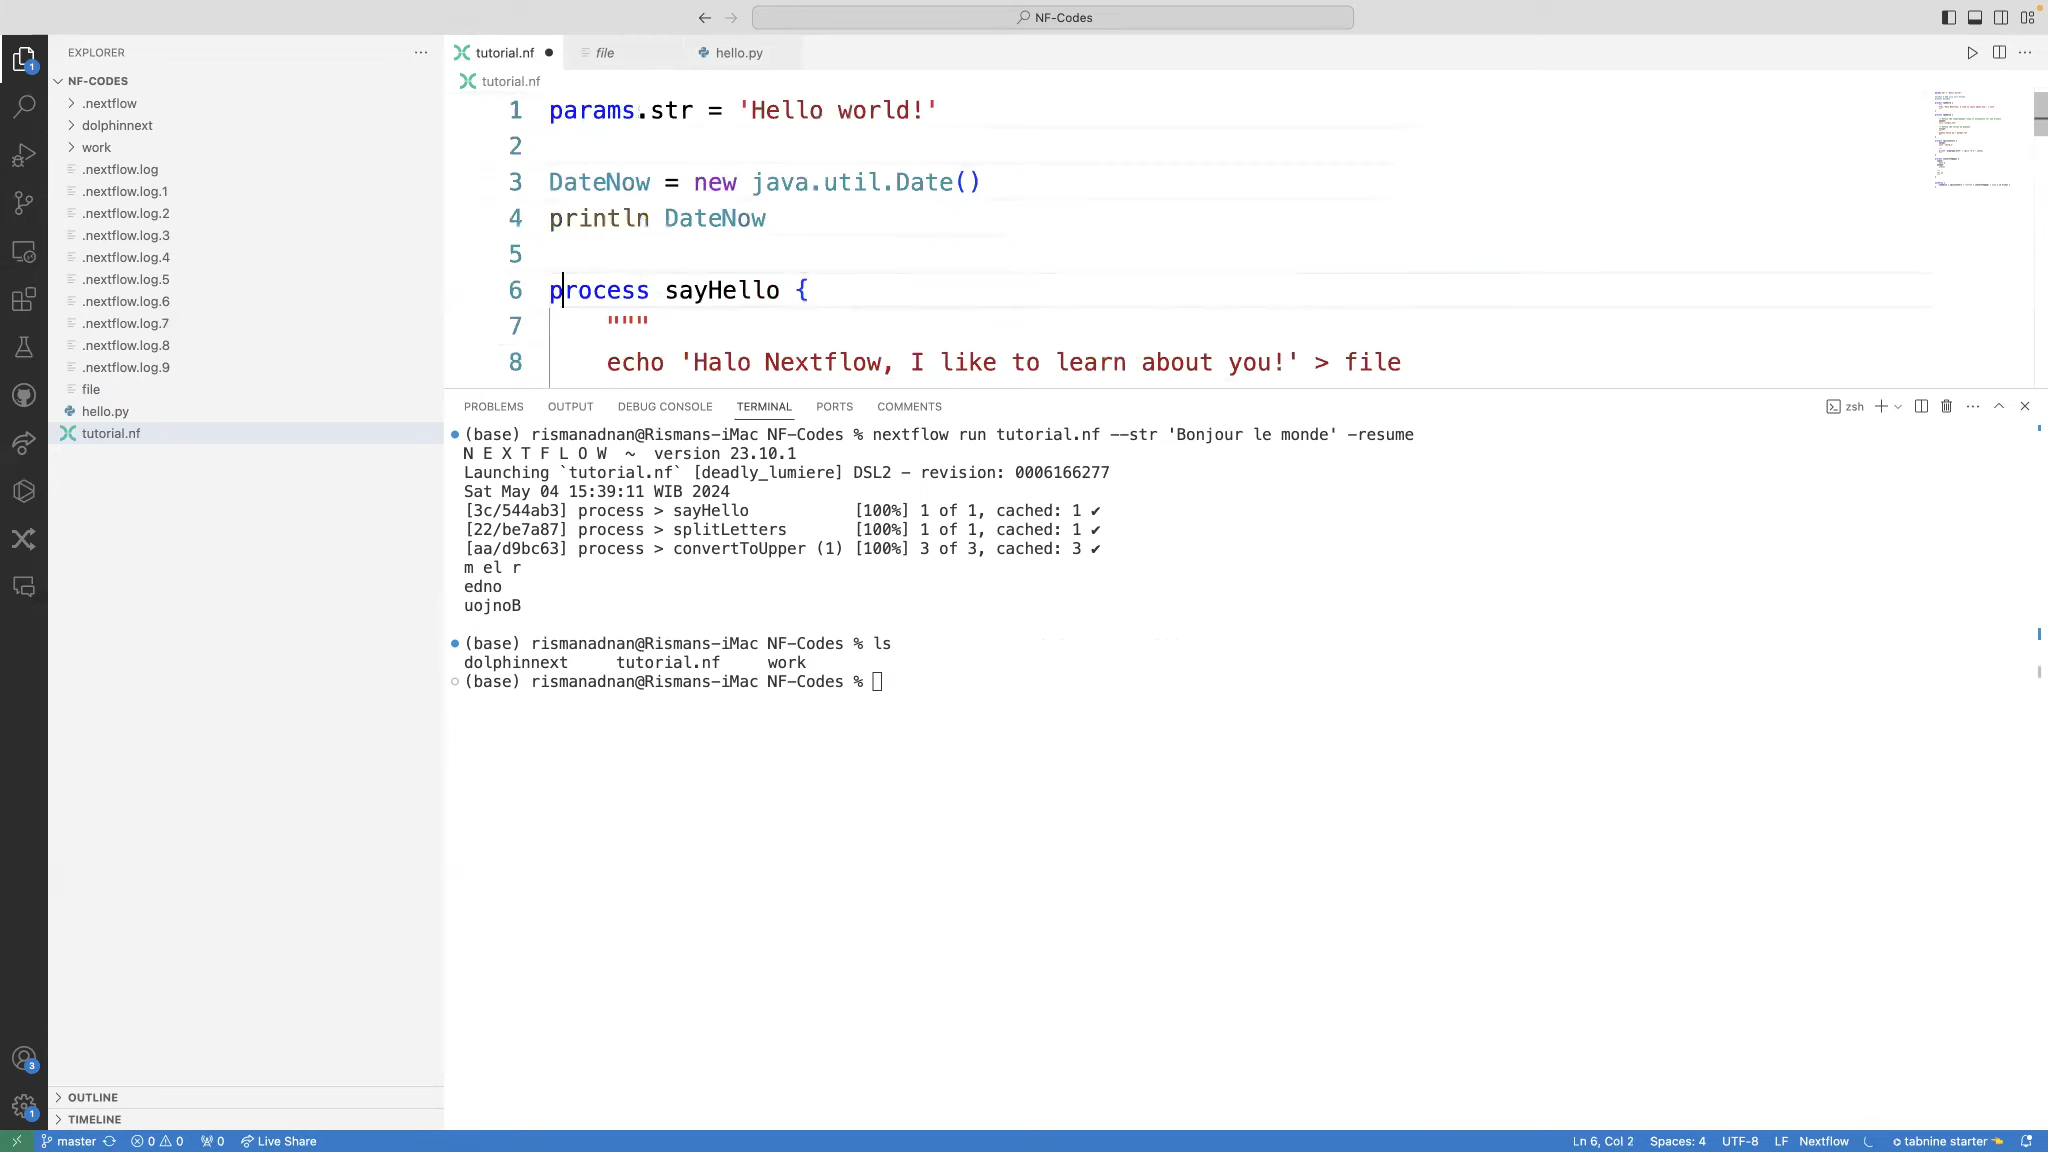 NF-Codes
EXPLORER
NF-CODES
.nextflow
dolphinnext
work
.nextflow.log
.nextflow.log.1
.nextflow.log.2
.nextflow.log.3
.nextflow.log.4
.nextflow.log.5
.nextflow.log.6
.nextflow.log.7
.nextflow.log.8
.nextflow.log.9
file
hello.py
tutorial.nf
OUTLINE
TIMELINE
1
3
1
tutorial.nf
file
hello.py
tutorial.nf
1 params.str = 'Hello world!'
2
3 DateNow = new java.util.Date()
4 println DateNow
5
6 process sayHello {
7 """
8 echo 'Halo Nextflow, I like to learn about you!' > file
PROBLEMS OUTPUT DEBUG CONSOLE TERMINAL PORTS COMMENTS
zsh
(base) rismanadnan@Rismans-iMac NF-Codes % nextflow run tutorial.nf --str 'Bonjour le monde' -resume
N E X T F L O W ~ version 23.10.1
Launching `tutorial.nf` [deadly_lumiere] DSL2 - revision: 0006166277
Sat May 04 15:39:11 WIB 2024
[3c/544ab3] process > sayHello [100%] 1 of 1, cached: 1 ✔
[22/be7a87] process > splitLetters [100%] 1 of 1, cached: 1 ✔
[aa/d9bc63] process > convertToUpper (1) [100%] 3 of 3, cached: 3 ✔
m el r
edno
uojnoB
(base) rismanadnan@Rismans-iMac NF-Codes % ls
dolphinnext tutorial.nf work
(base) rismanadnan@Rismans-iMac NF-Codes %
master 0 0 0 Live Share
Ln 6, Col 2 Spaces: 4 UTF-8 LF Nextflow tabnine starter